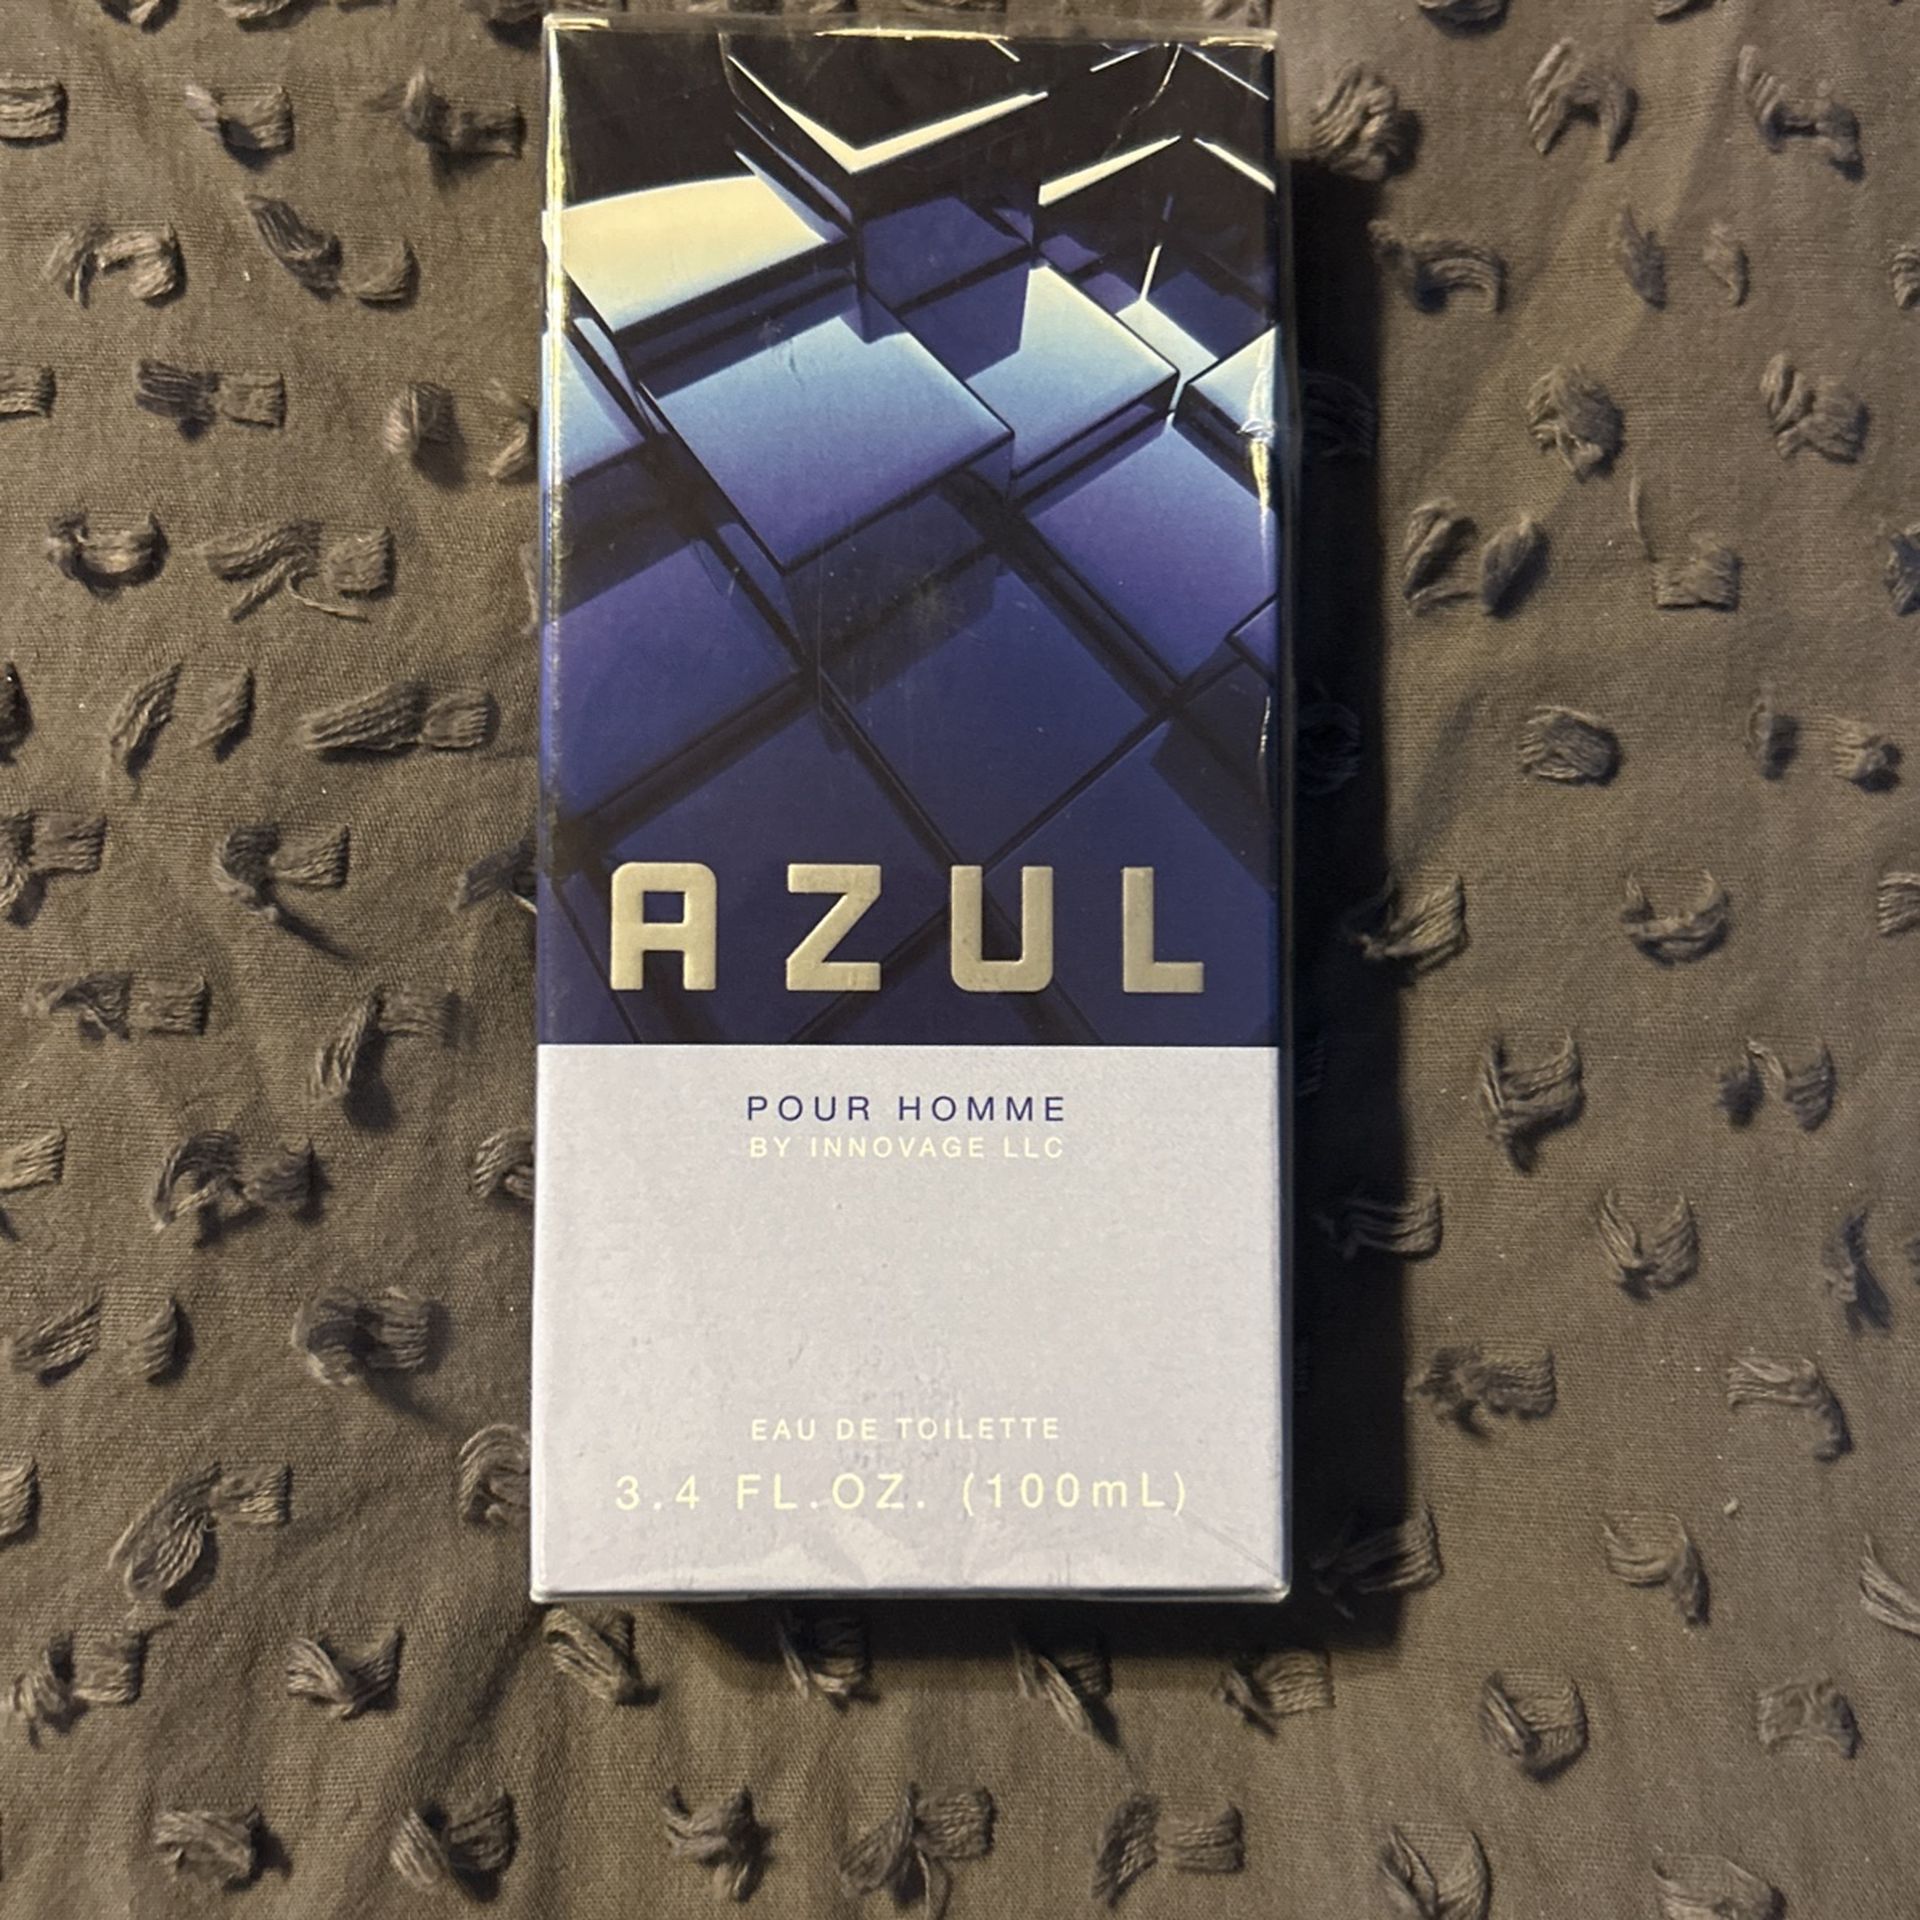 AZUL
POUR HOMME
BY INNOVAGE LLC
EAU DE TOILETTE
3.4 FL.OZ. (100mL)